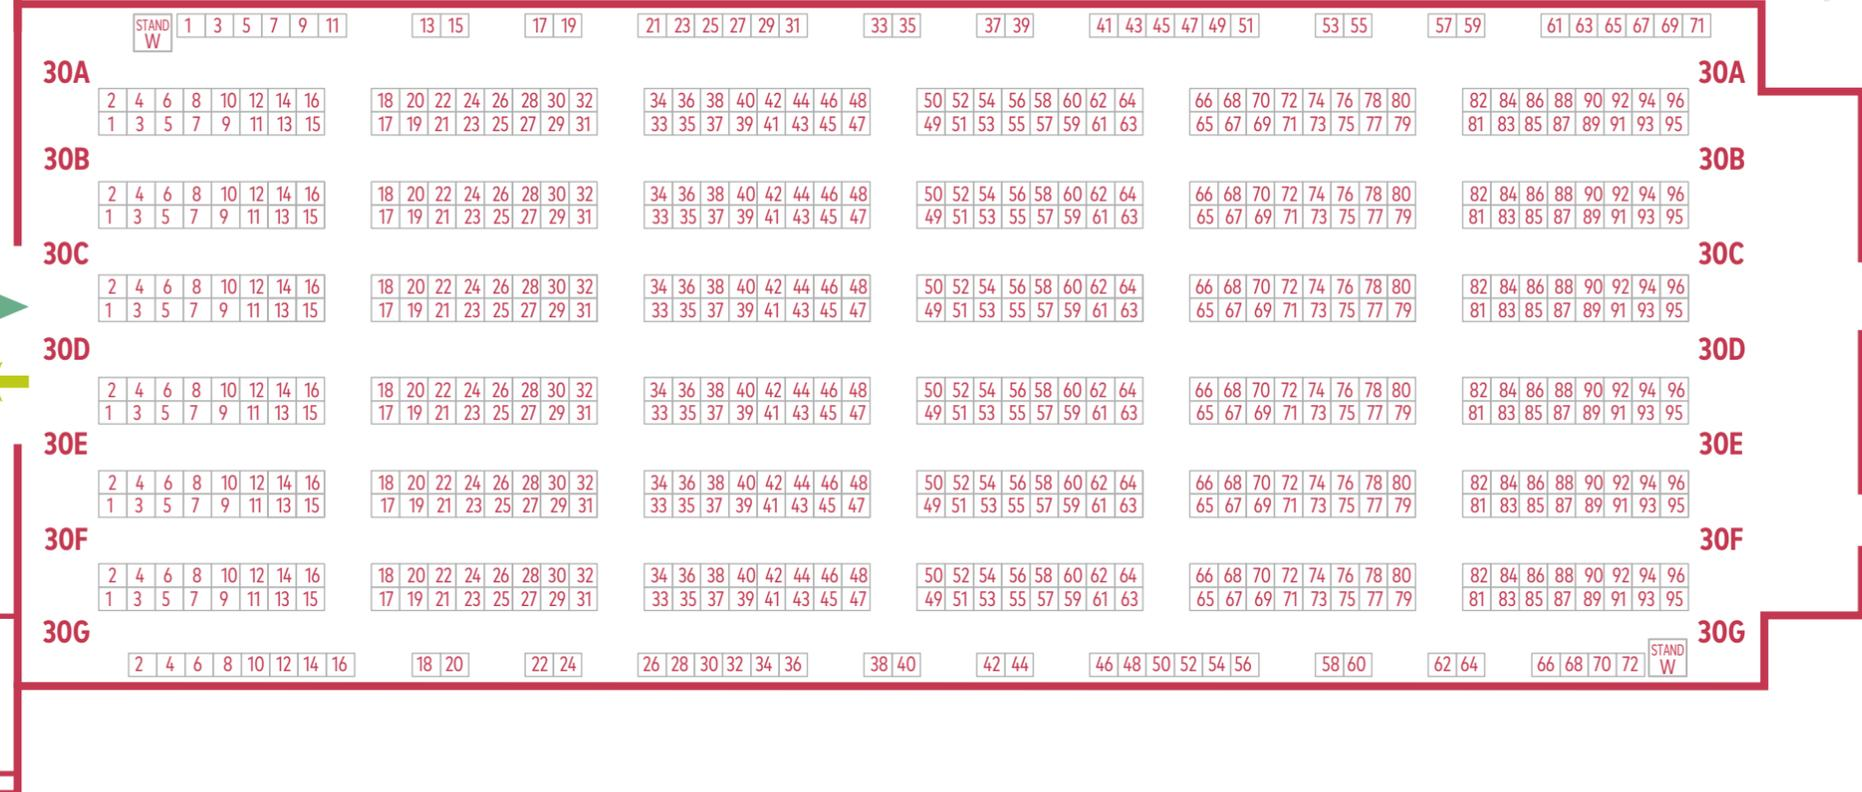 STAND W 1 3 5 7 9 11 13 15 17 19 21 23 25 27 29 31 33 35 37 39 41 43 45 47 49 51 53 55 57 59 61 63 65 67 69 71
30A 30A
2 4 6 8 10 12 14 16 18 20 22 24 26 28 30 32 34 36 38 40 42 44 46 48 50 52 54 56 58 60 62 64 66 68 70 72 74 76 78 80 82 84 86 88 90 92 94 96
1 3 5 7 9 11 13 15 17 19 21 23 25 27 29 31 33 35 37 39 41 43 45 47 49 51 53 55 57 59 61 63 65 67 69 71 73 75 77 79 81 83 85 87 89 91 93 95
30B 30B
2 4 6 8 10 12 14 16 18 20 22 24 26 28 30 32 34 36 38 40 42 44 46 48 50 52 54 56 58 60 62 64 66 68 70 72 74 76 78 80 82 84 86 88 90 92 94 96
1 3 5 7 9 11 13 15 17 19 21 23 25 27 29 31 33 35 37 39 41 43 45 47 49 51 53 55 57 59 61 63 65 67 69 71 73 75 77 79 81 83 85 87 89 91 93 95
30C 30C
2 4 6 8 10 12 14 16 18 20 22 24 26 28 30 32 34 36 38 40 42 44 46 48 50 52 54 56 58 60 62 64 66 68 70 72 74 76 78 80 82 84 86 88 90 92 94 96
1 3 5 7 9 11 13 15 17 19 21 23 25 27 29 31 33 35 37 39 41 43 45 47 49 51 53 55 57 59 61 63 65 67 69 71 73 75 77 79 81 83 85 87 89 91 93 95
30D 30D
2 4 6 8 10 12 14 16 18 20 22 24 26 28 30 32 34 36 38 40 42 44 46 48 50 52 54 56 58 60 62 64 66 68 70 72 74 76 78 80 82 84 86 88 90 92 94 96
1 3 5 7 9 11 13 15 17 19 21 23 25 27 29 31 33 35 37 39 41 43 45 47 49 51 53 55 57 59 61 63 65 67 69 71 73 75 77 79 81 83 85 87 89 91 93 95
30E 30E
2 4 6 8 10 12 14 16 18 20 22 24 26 28 30 32 34 36 38 40 42 44 46 48 50 52 54 56 58 60 62 64 66 68 70 72 74 76 78 80 82 84 86 88 90 92 94 96
1 3 5 7 9 11 13 15 17 19 21 23 25 27 29 31 33 35 37 39 41 43 45 47 49 51 53 55 57 59 61 63 65 67 69 71 73 75 77 79 81 83 85 87 89 91 93 95
30F 30F
2 4 6 8 10 12 14 16 18 20 22 24 26 28 30 32 34 36 38 40 42 44 46 48 50 52 54 56 58 60 62 64 66 68 70 72 74 76 78 80 82 84 86 88 90 92 94 96
1 3 5 7 9 11 13 15 17 19 21 23 25 27 29 31 33 35 37 39 41 43 45 47 49 51 53 55 57 59 61 63 65 67 69 71 73 75 77 79 81 83 85 87 89 91 93 95
30G 30G
2 4 6 8 10 12 14 16 18 20 22 24 26 28 30 32 34 36 38 40 42 44 46 48 50 52 54 56 58 60 62 64 66 68 70 72 STAND W